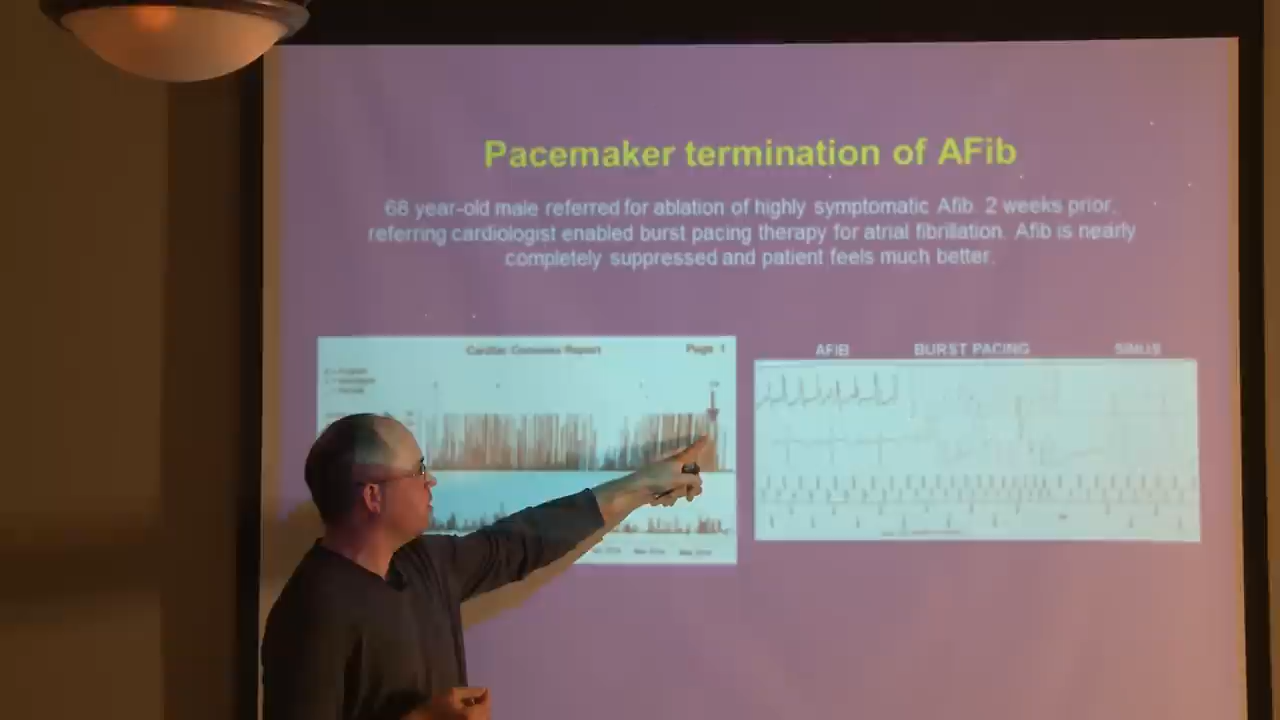 Pacemaker termination of AFib
68 year-old male referred for ablation of highly symptomatic Afib. 2 weeks prior,
referring cardiologist enabled burst pacing therapy for atrial fibrillation. Afib is nearly
completely suppressed and patient feels much better.
Cardiac Compass Report Page 1
AFIB BURST PACING SINUS